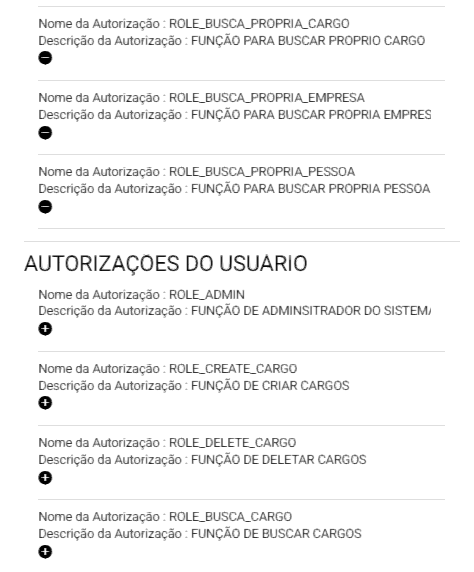 Nome da Autorização : ROLE_BUSCA_PROPRIA_CARGO
Descrição da Autorização : FUNÇÃO PARA BUSCAR PROPRIO CARGO
Nome da Autorização : ROLE_BUSCA_PROPRIA_EMPRESA
Descrição da Autorização : FUNÇÃO PARA BUSCAR PROPRIA EMPRES
Nome da Autorização : ROLE_BUSCA_PROPRIA_PESSOA
Descrição da Autorização : FUNÇÃO PARA BUSCAR PROPRIA PESSOA
AUTORIZAÇOES DO USUARIO
Nome da Autorização : ROLE_ADMIN
Descrição da Autorização : FUNÇÃO DE ADMINSITRADOR DO SISTEMA
Nome da Autorização : ROLE_CREATE_CARGO
Descrição da Autorização : FUNÇÃO DE CRIAR CARGOS
Nome da Autorização : ROLE_DELETE_CARGO
Descrição da Autorização : FUNÇÃO DE DELETAR CARGOS
Nome da Autorização : ROLE_BUSCA_CARGO
Descrição da Autorização : FUNÇÃO DE BUSCAR CARGOS